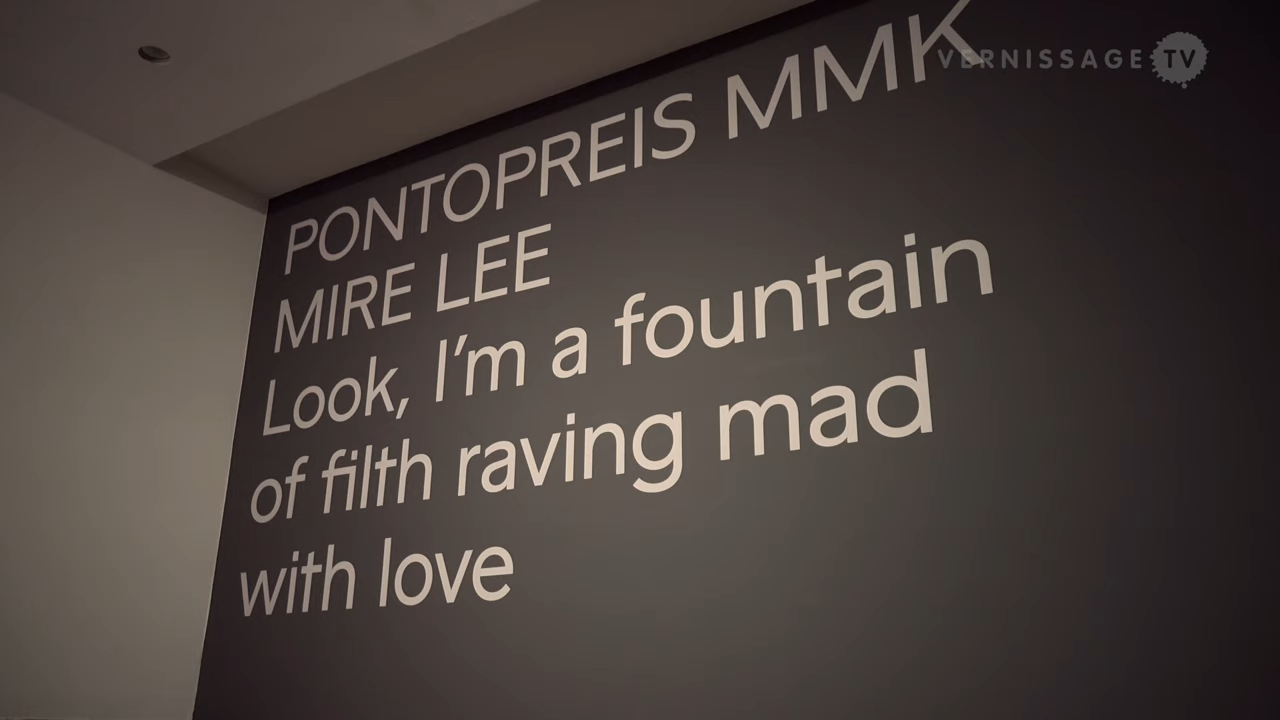 VERNISSAGE TV
PONTOPREIS MMK
MIRE LEE
Look, I’m a fountain
of filth raving mad
with love